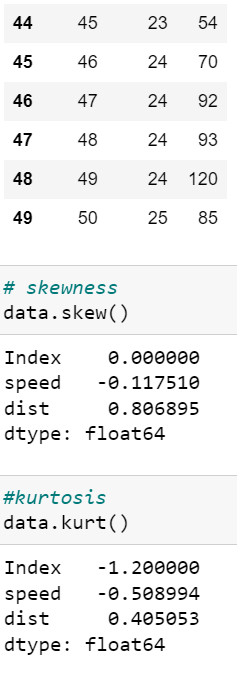 44 45 23 54
45 46 24 70
46 47 24 92
47 48 24 93
48 49 24 120
49 50 25 85
# skewness
data.skew()
Index 0.000000
speed -0.117510
dist 0.806895
dtype: float64
#kurtosis
data.kurt()
Index -1.200000
speed -0.508994
dist 0.405053
dtype: float64